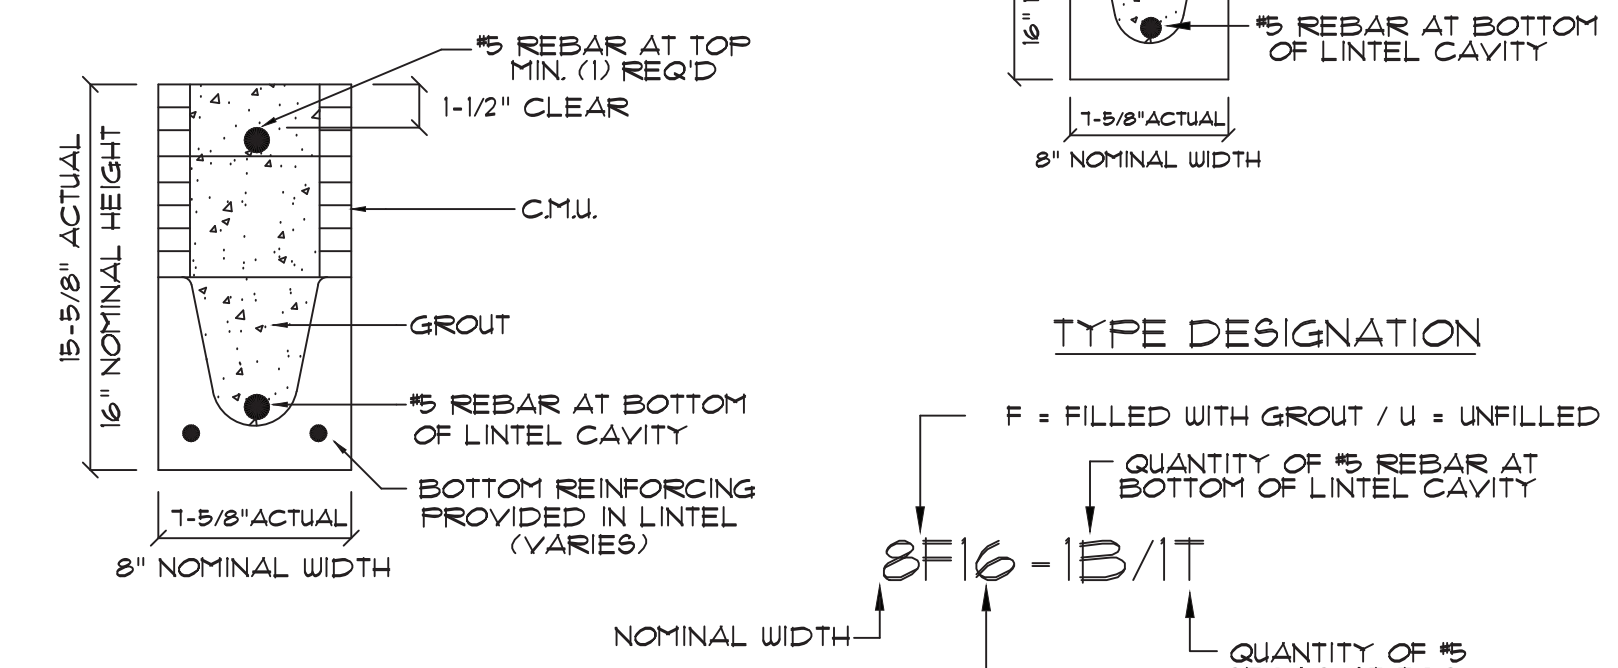 #5 REBAR AT TOP
MIN. (1) REQ'D
1-1/2" CLEAR
15-5/8" ACTUAL
16" NOMINAL HEIGHT
C.M.U.
GROUT
#5 REBAR AT BOTTOM
OF LINTEL CAVITY
BOTTOM REINFORCING
PROVIDED IN LINTEL
(VARIES)
7-5/8"ACTUAL
8" NOMINAL WIDTH
16"
#5 REBAR AT BOTTOM
OF LINTEL CAVITY
7-5/8"ACTUAL
8" NOMINAL WIDTH
TYPE DESIGNATION
F = FILLED WITH GROUT / U = UNFILLED
QUANTITY OF #5 REBAR AT
BOTTOM OF LINTEL CAVITY
8F16 - 1B/1T
NOMINAL WIDTH
QUANTITY OF #5